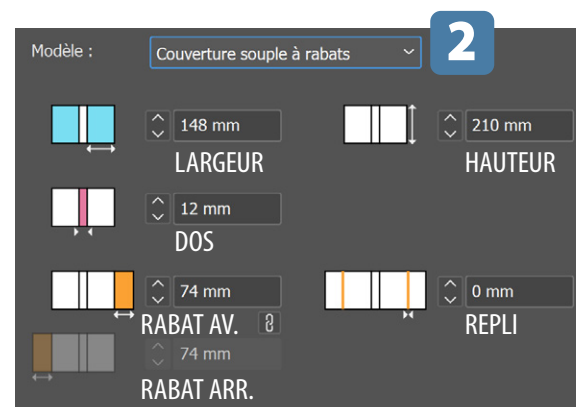 Modèle :
Couverture souple à rabats
2
148 mm
210 mm
LARGEUR
HAUTEUR
12 mm
DOS
74 mm
0 mm
RABAT AV.
REPLI
74 mm
RABAT ARR.